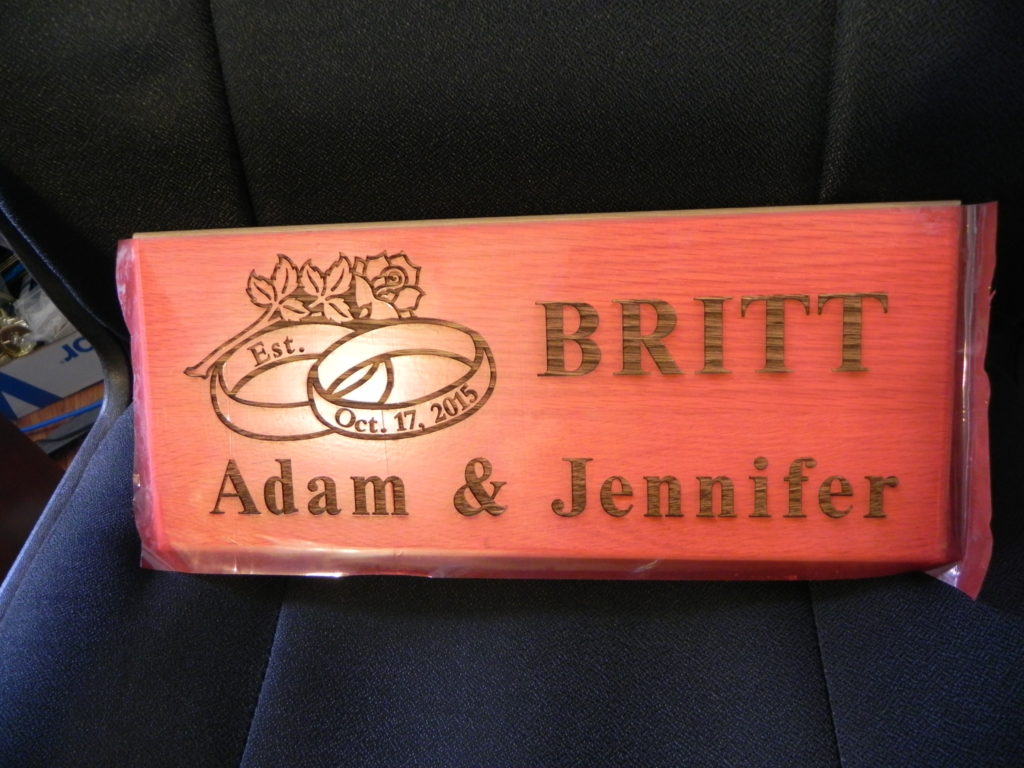 BRITT
Est.
Oct. 17, 2015
Adam & Jennifer